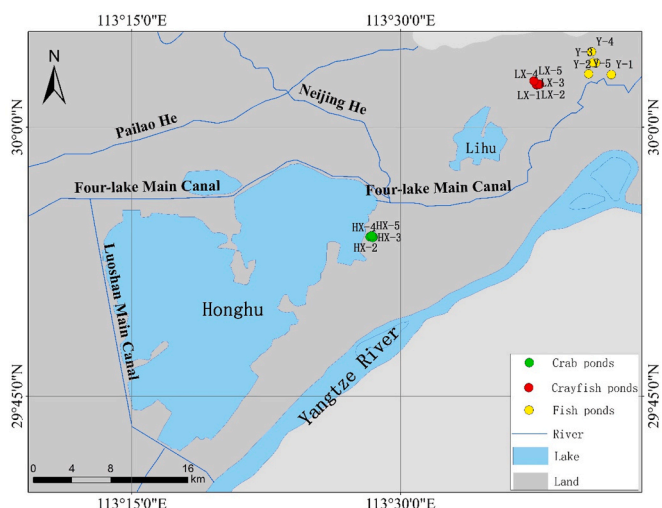 113°15'0"E
113°30'0"E
N
Y-4
Y-3
Y-2
Y-5
Y-1
LX-4
LX-5
LX-3
LX-1
LX-2
Neijing He
Pailao He
Lihu
30°0'0"N
30°0'0"N
Four-lake Main Canal
Four-lake Main Canal
HX-4
HX-5
HX-3
HX-2
Luoshan Main Canal
Honghu
Yangtze River
29°45'0"N
29°45'0"N
Crab ponds
Crayfish ponds
Fish ponds
River
Lake
Land
0 4 8 16
km
113°15'0"E
113°30'0"E